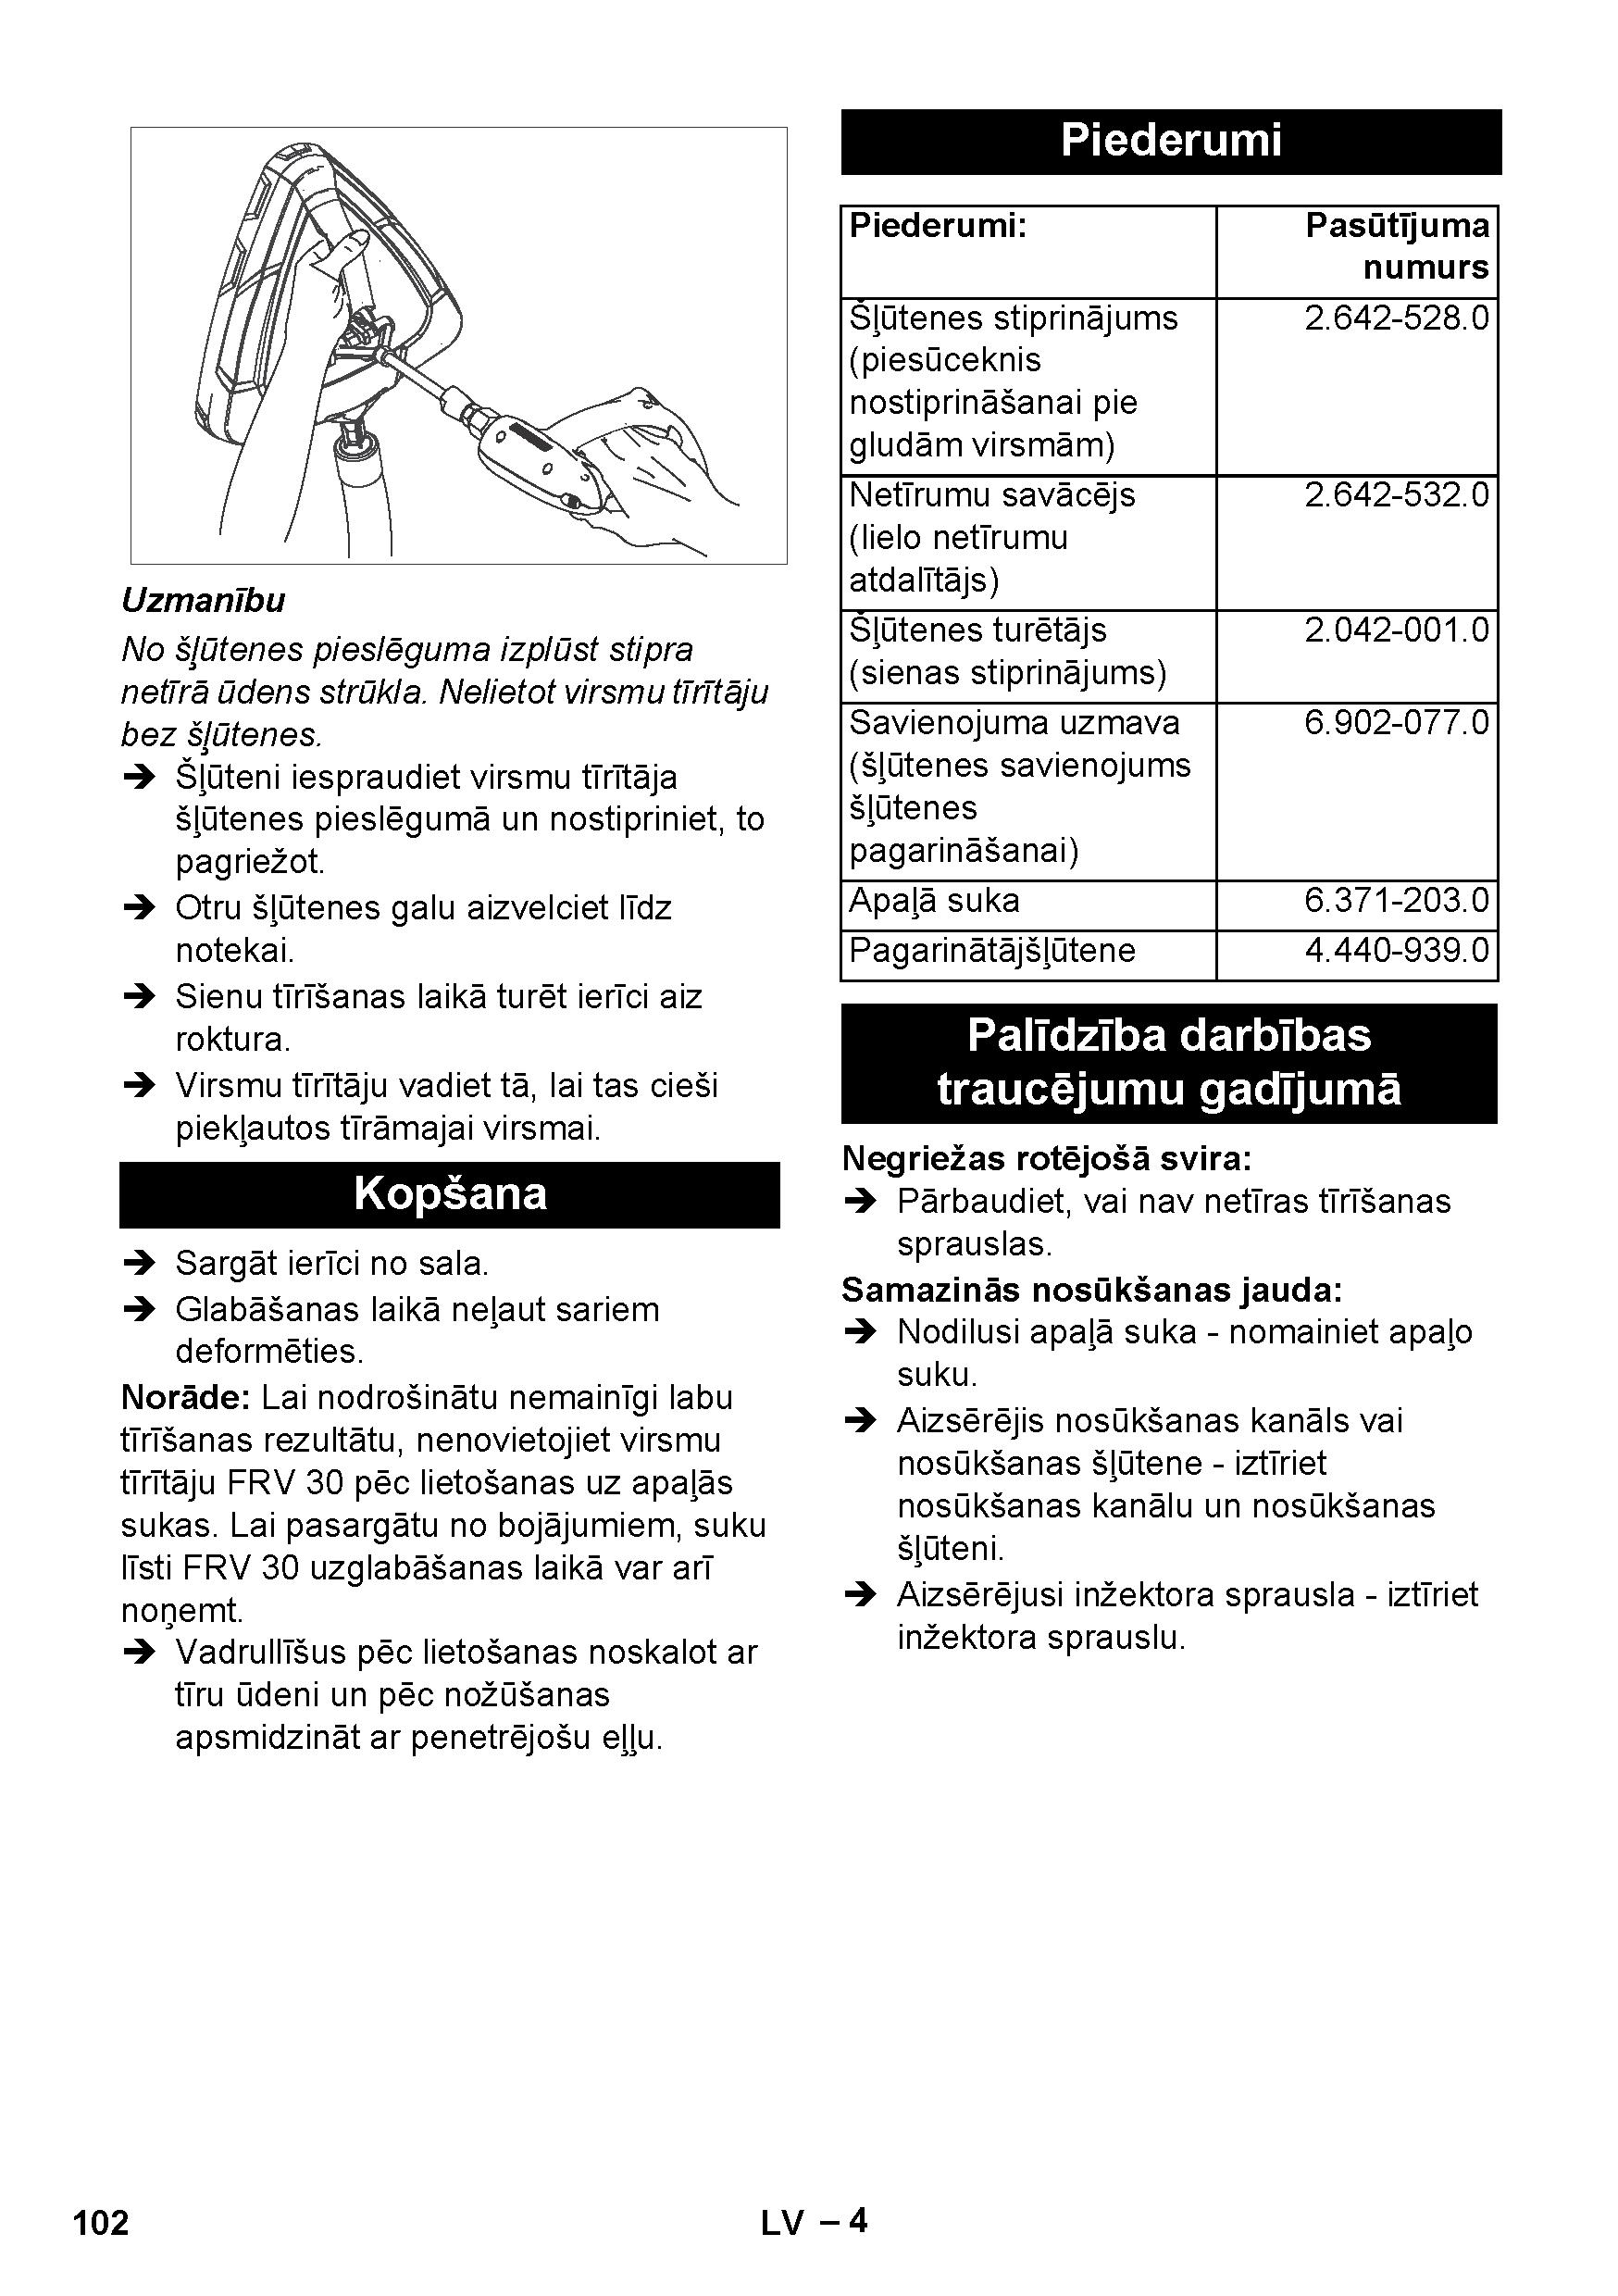 Uzmanību
No šļūtenes pieslēguma izplūst stipra
netīrā ūdens strūkla. Nelietot virsmu tīrītāju
bez šļūtenes.
➔ Šļūteni iespraudiet virsmu tīrītāja
šļūtenes pieslēgumā un nostipriniet, to
pagriežot.
➔ Otru šļūtenes galu aizvelciet līdz
notekai.
➔ Sienu tīrīšanas laikā turēt ierīci aiz
roktura.
➔ Virsmu tīrītāju vadiet tā, lai tas cieši
piekļautos tīrāmajai virsmai.
Kopšana
➔ Sargāt ierīci no sala.
➔ Glabāšanas laikā neļaut sariem
deformēties.
Norāde: Lai nodrošinātu nemainīgi labu
tīrīšanas rezultātu, nenovietojiet virsmu
tīrītāju FRV 30 pēc lietošanas uz apaļās
sukas. Lai pasargātu no bojājumiem, suku
līsti FRV 30 uzglabāšanas laikā var arī
noņemt.
➔ Vadrullīšus pēc lietošanas noskalot ar
tīru ūdeni un pēc nožūšanas
apsmidzināt ar penetrējošu eļļu.
Piederumi
Piederumi: Pasūtījuma
numurs
Šļūtenes stiprinājums 2.642-528.0
(piesūceknis
nostiprināšanai pie
gludām virsmām)
Netīrumu savācējs 2.642-532.0
(lielo netīrumu
atdalītājs)
Šļūtenes turētājs 2.042-001.0
(sienas stiprinājums)
Savienojuma uzmava 6.902-077.0
(šļūtenes savienojums
šļūtenes
pagarināšanai)
Apaļā suka 6.371-203.0
Pagarinātājšļūtene 4.440-939.0
Palīdzība darbības
traucējumu gadījumā
Negriežas rotējošā svira:
➔ Pārbaudiet, vai nav netīras tīrīšanas
sprauslas.
Samazinās nosūkšanas jauda:
➔ Nodilusi apaļā suka - nomainiet apaļo
suku.
➔ Aizsērējis nosūkšanas kanāls vai
nosūkšanas šļūtene - iztīriet
nosūkšanas kanālu un nosūkšanas
šļūteni.
➔ Aizsērējusi inžektora sprausla - iztīriet
inžektora sprauslu.
102 LV – 4